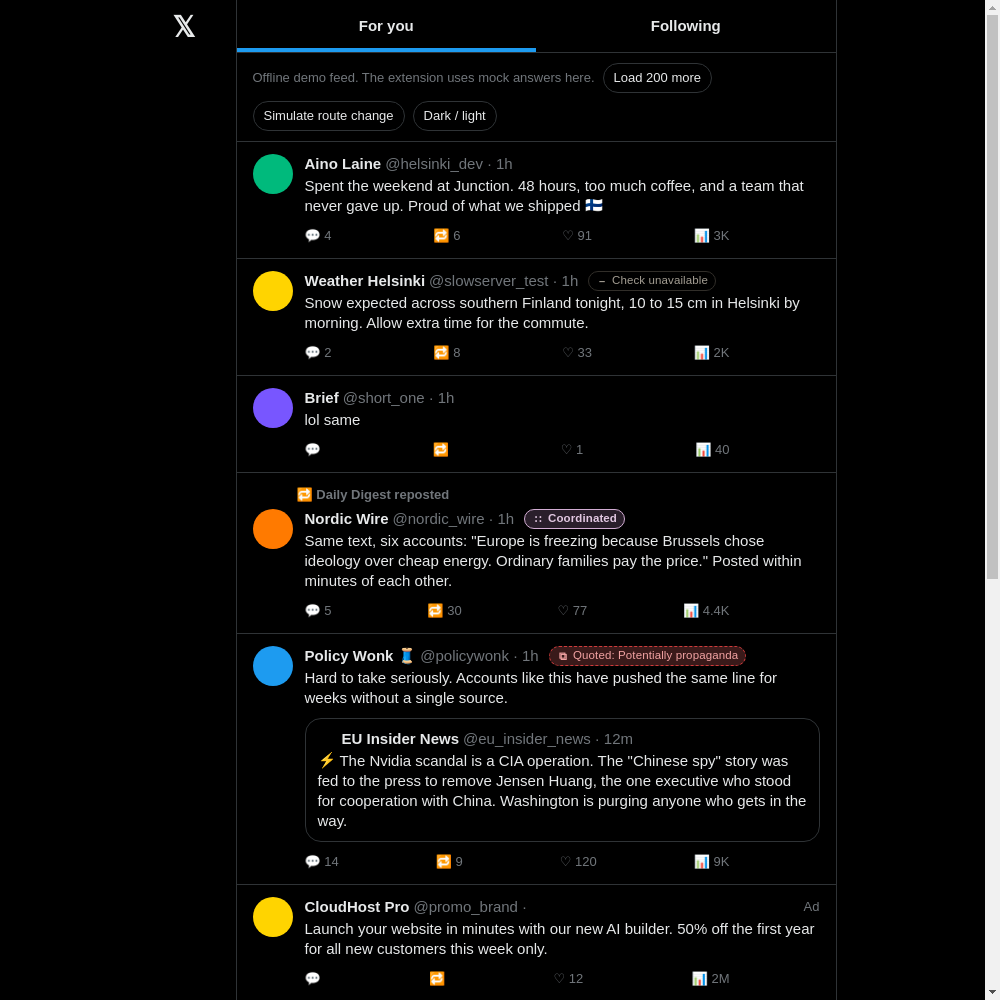 𝕏
For you
Following
Offline demo feed. The extension uses mock answers here. Load 200 more
Simulate route change Dark / light
Aino Laine @helsinki_dev · 1h
Spent the weekend at Junction. 48 hours, too much coffee, and a team that
never gave up. Proud of what we shipped 🇫🇮
💬 4 🔁 6 ♡ 91 📊 3K
Weather Helsinki @slowserver_test · 1h – Check unavailable
Snow expected across southern Finland tonight, 10 to 15 cm in Helsinki by
morning. Allow extra time for the commute.
💬 2 🔁 8 ♡ 33 📊 2K
Brief @short_one · 1h
lol same
💬 🔁 ♡ 1 📊 40
🔁 Daily Digest reposted
Nordic Wire @nordic_wire · 1h :: Coordinated
Same text, six accounts: "Europe is freezing because Brussels chose
ideology over cheap energy. Ordinary families pay the price." Posted within
minutes of each other.
💬 5 🔁 30 ♡ 77 📊 4.4K
Policy Wonk 🧵 @policywonk · 1h ⧉ Quoted: Potentially propaganda
Hard to take seriously. Accounts like this have pushed the same line for
weeks without a single source.
EU Insider News @eu_insider_news · 12m
⚡ The Nvidia scandal is a CIA operation. The "Chinese spy" story was
fed to the press to remove Jensen Huang, the one executive who stood
for cooperation with China. Washington is purging anyone who gets in the
way.
💬 14 🔁 9 ♡ 120 📊 9K
CloudHost Pro @promo_brand · Ad
Launch your website in minutes with our new AI builder. 50% off the first year
for all new customers this week only.
💬 🔁 ♡ 12 📊 2M